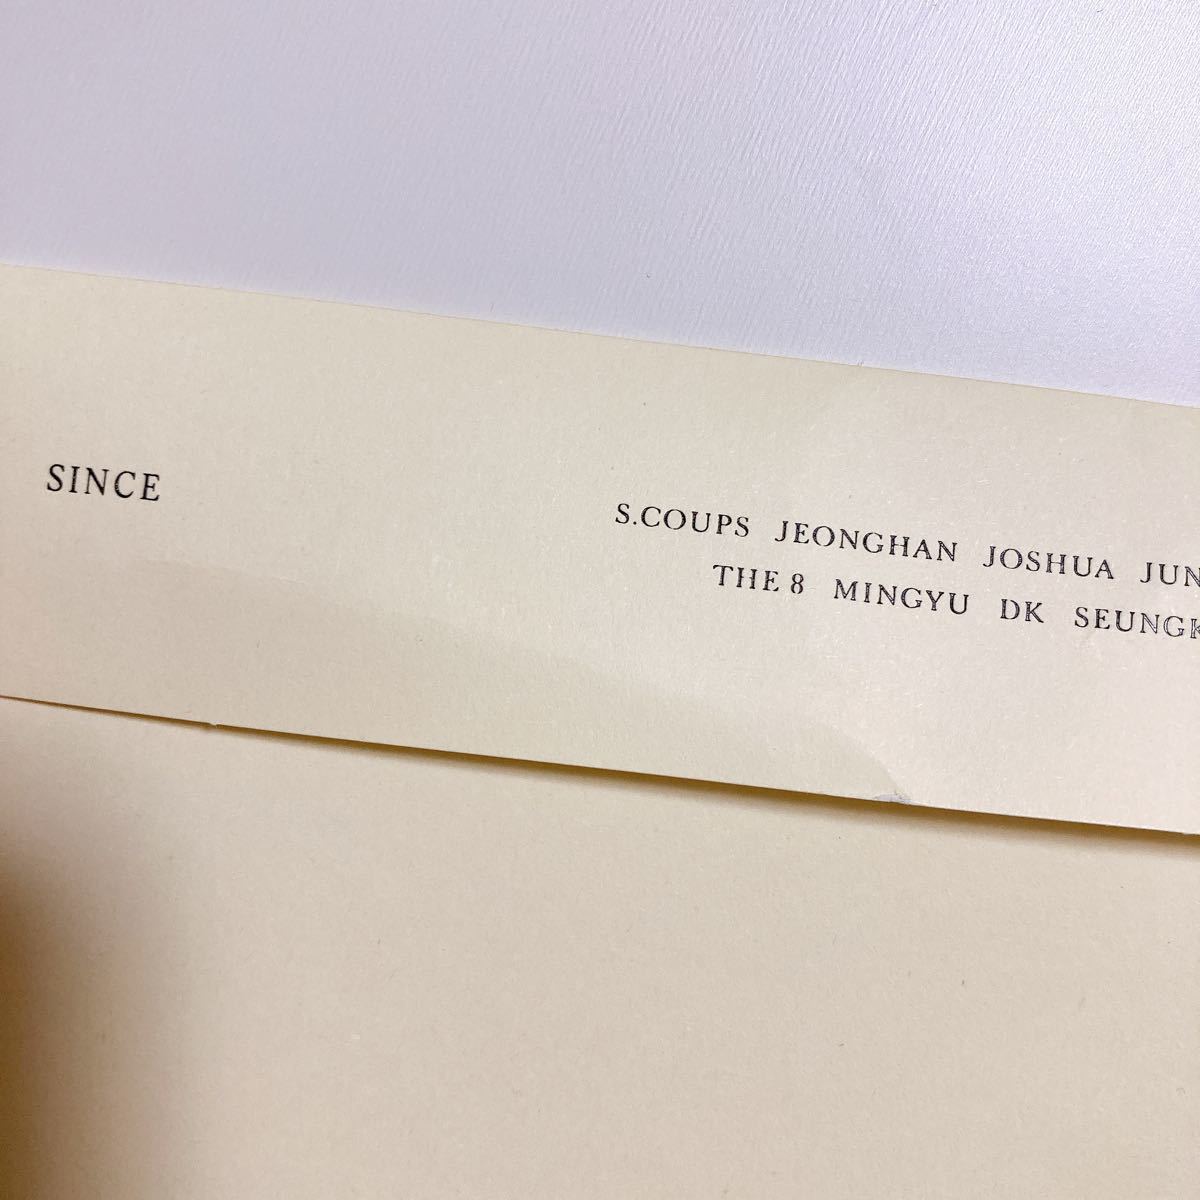 SINCE
S.COUPS JEONGHAN JOSHUA JUN
THE 8 MINGYU DK